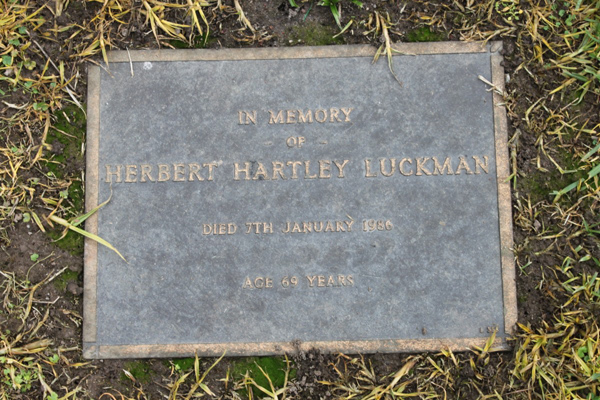 IN MEMORY
OF
HERBERT HARTLEY LUCKMAN
DIED 7TH JANUARY 1986
AGE 69 YEARS